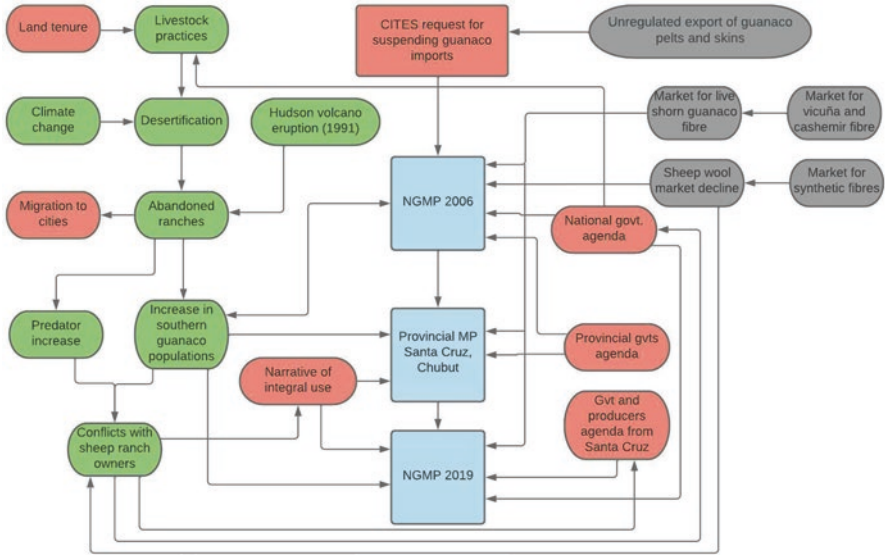 Land tenure
Livestock
practices
CITES request for
suspending guanaco
imports
Unregulated export of guanaco
pelts and skins
Climate
change
Desertification
Hudson volcano
eruption (1991)
Market for live
shorn guanaco
fibre
Market for
vicuña and
cashemir fibre
Migration to
cities
Abandoned
ranches
NGMP 2006
Sheep wool
market decline
Market for
synthetic fibres
National govt.
agenda
Predator
increase
Increase in
southern
guanaco
populations
Provincial MP
Santa Cruz,
Chubut
Provincial gvts
agenda
Narrative of
integral use
Gvt and
producers
agenda from
Santa Cruz
Conflicts with
sheep ranch
owners
NGMP 2019